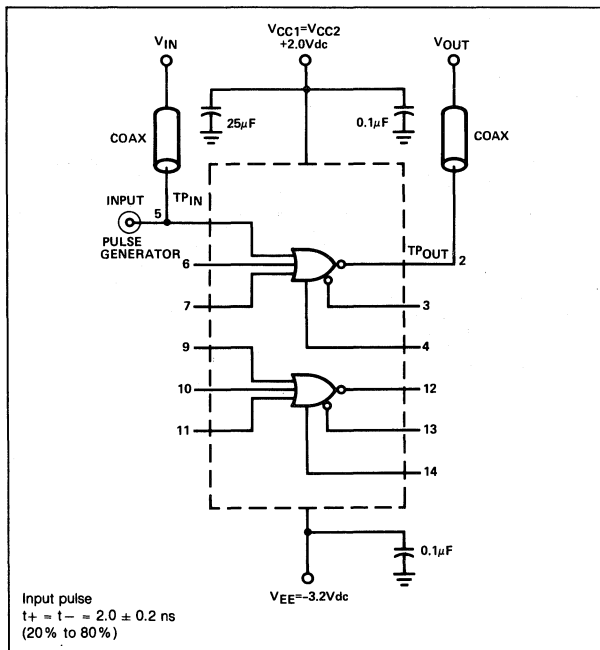 VIN
VCC1=VCC2
+2.0Vdc
VOUT
25μF
0.1μF
COAX
COAX
TPIN
INPUT
5
PULSE
GENERATOR
TPOUT
2
6
3
7
4
9
10
12
11
13
14
0.1μF
VEE=-3.2Vdc
Input pulse
t+ = t- = 2.0 ± 0.2 ns
(20% to 80%)